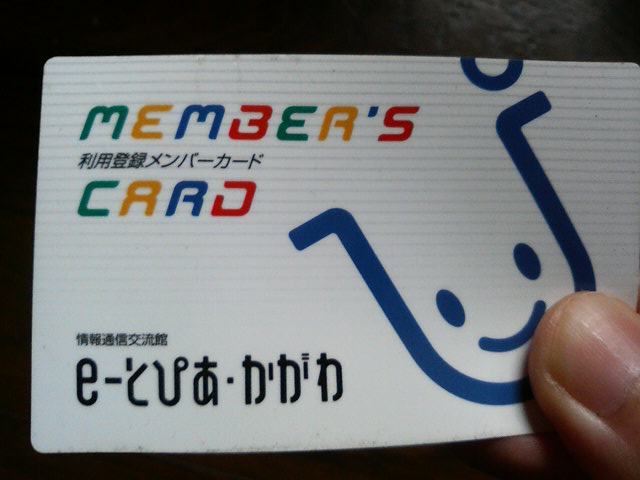 MEMBER'S
利用登録メンバーカード
CARD
情報通信交流館
e-とぴあ・かがわ